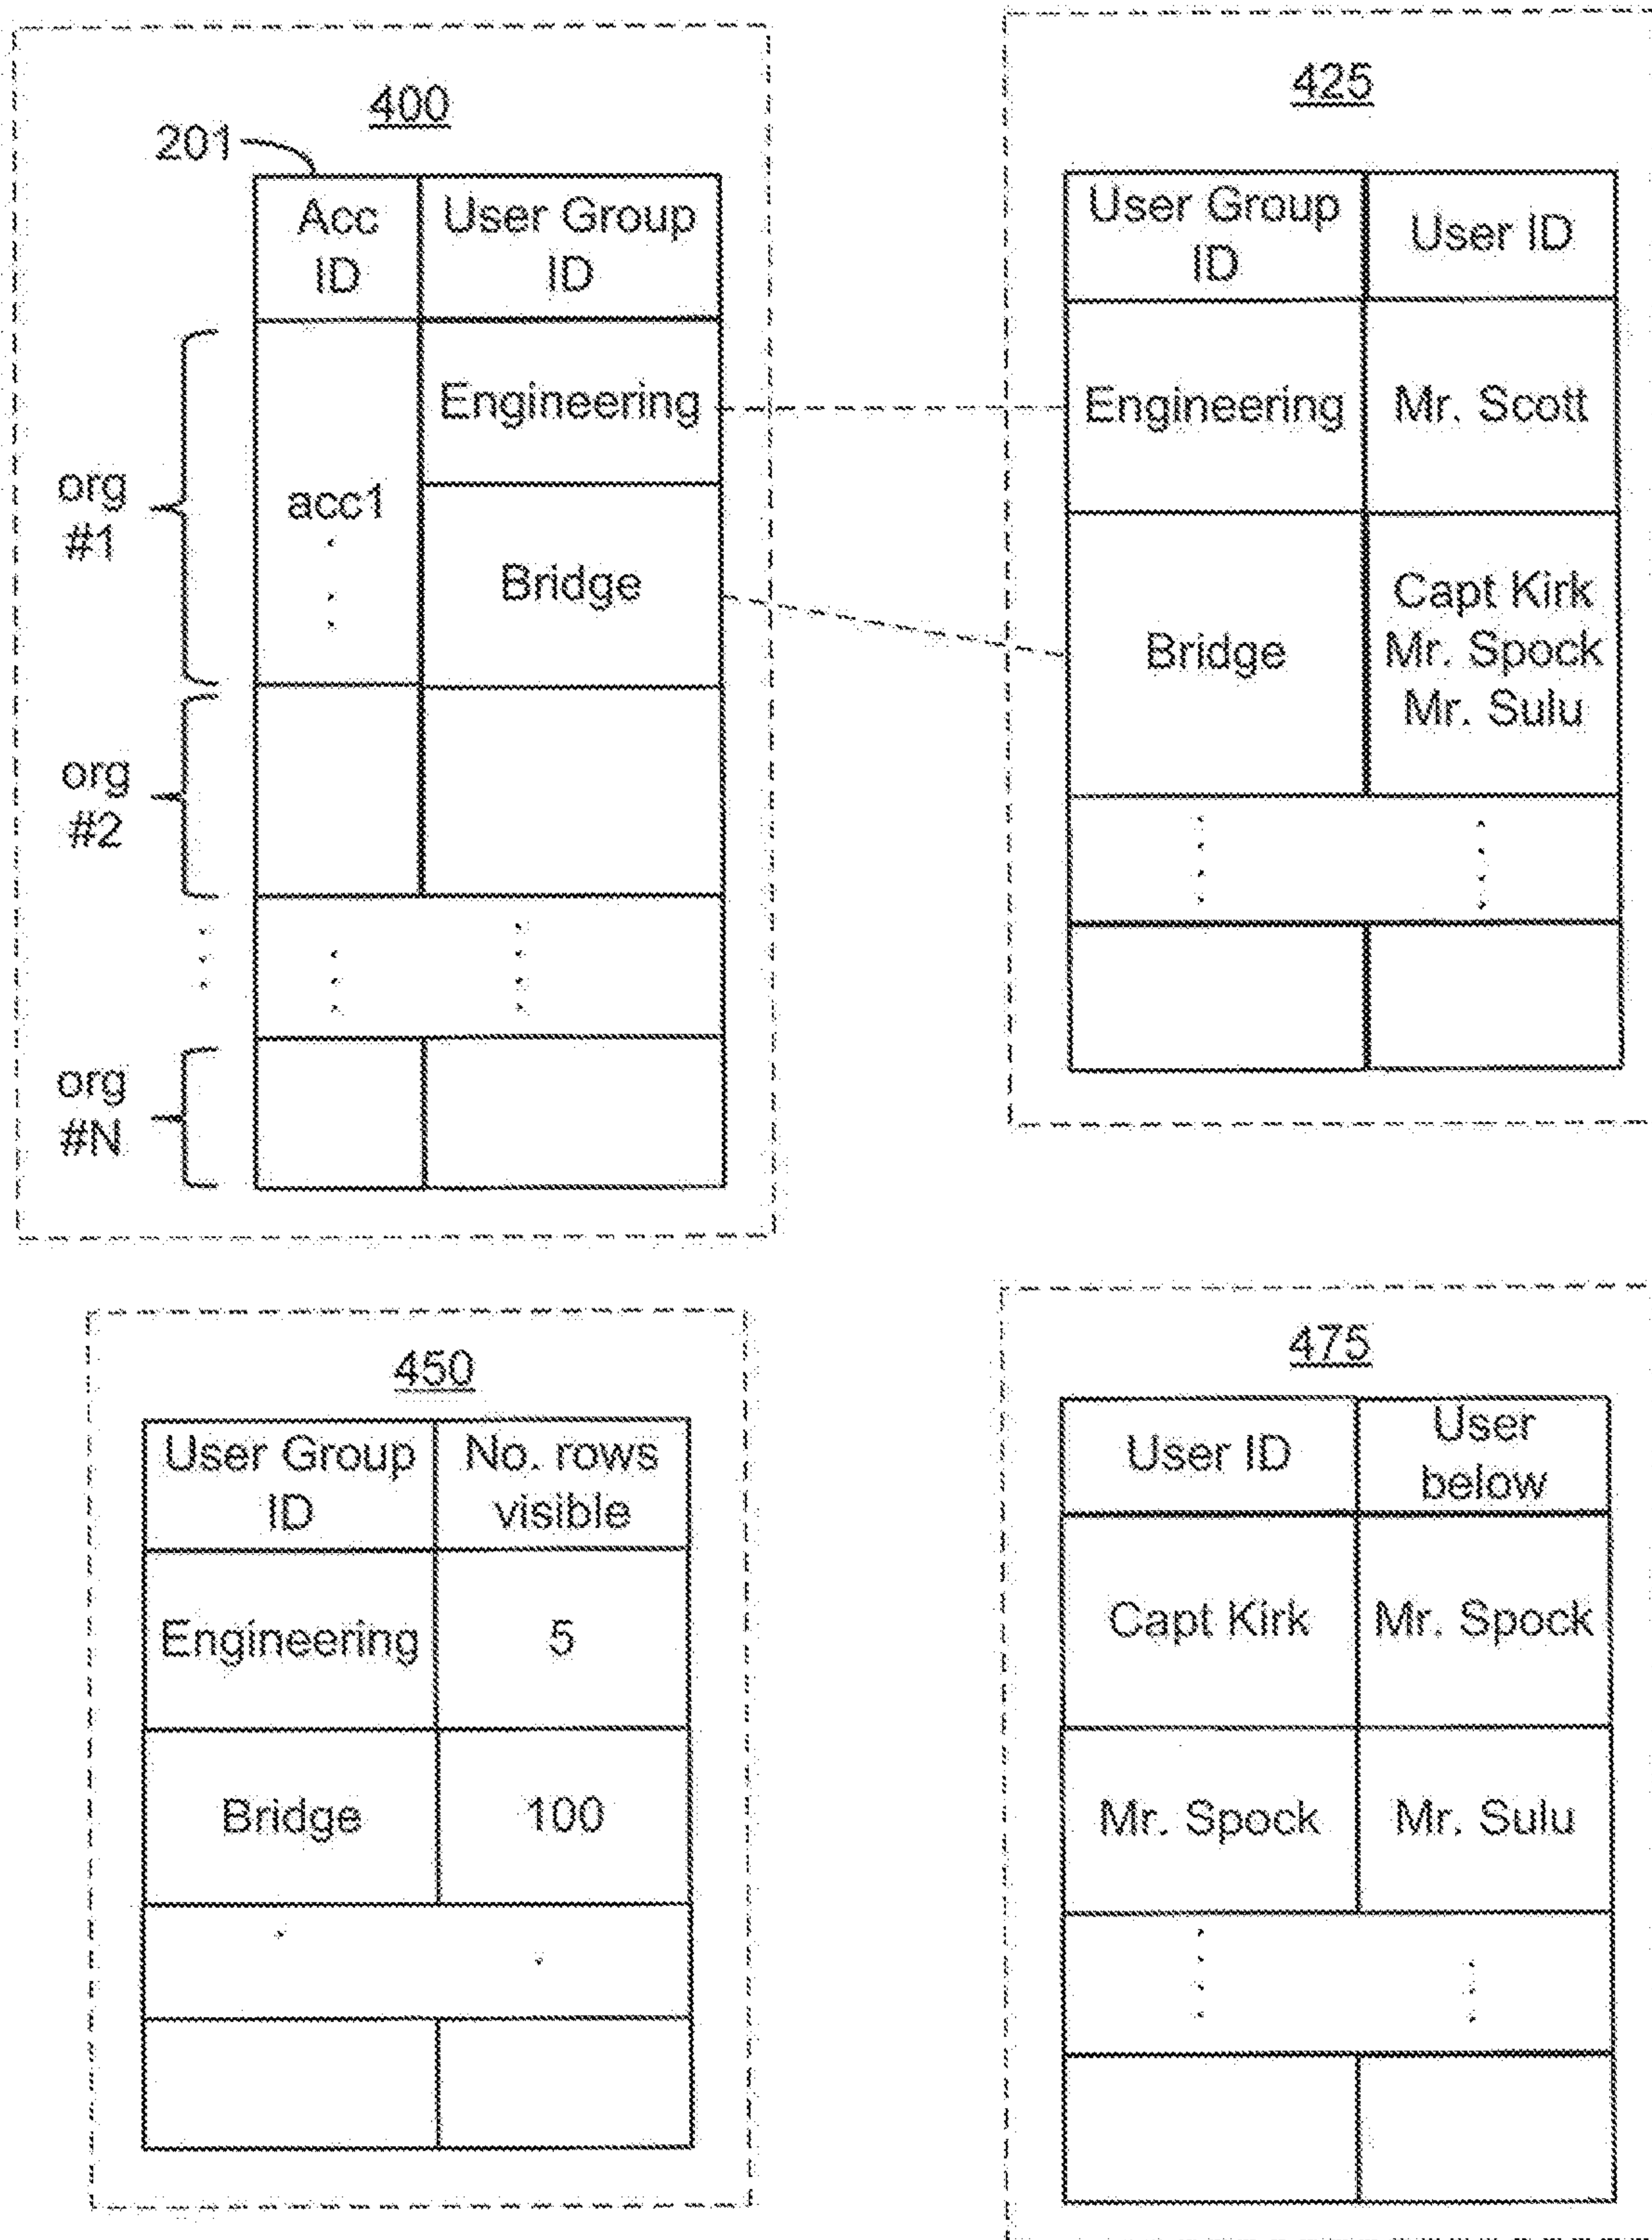 400
201
Acc
ID
User Group
ID
org
#1
acc1
Engineering
Bridge
org
#2
org
#N
425
User Group
ID
User ID
Engineering
Mr. Scott
Bridge
Capt Kirk
Mr. Spock
Mr. Sulu
450
User Group
ID
No. rows
visible
Engineering
5
Bridge
100
475
User ID
User
below
Capt Kirk
Mr. Spock
Mr. Spock
Mr. Sulu